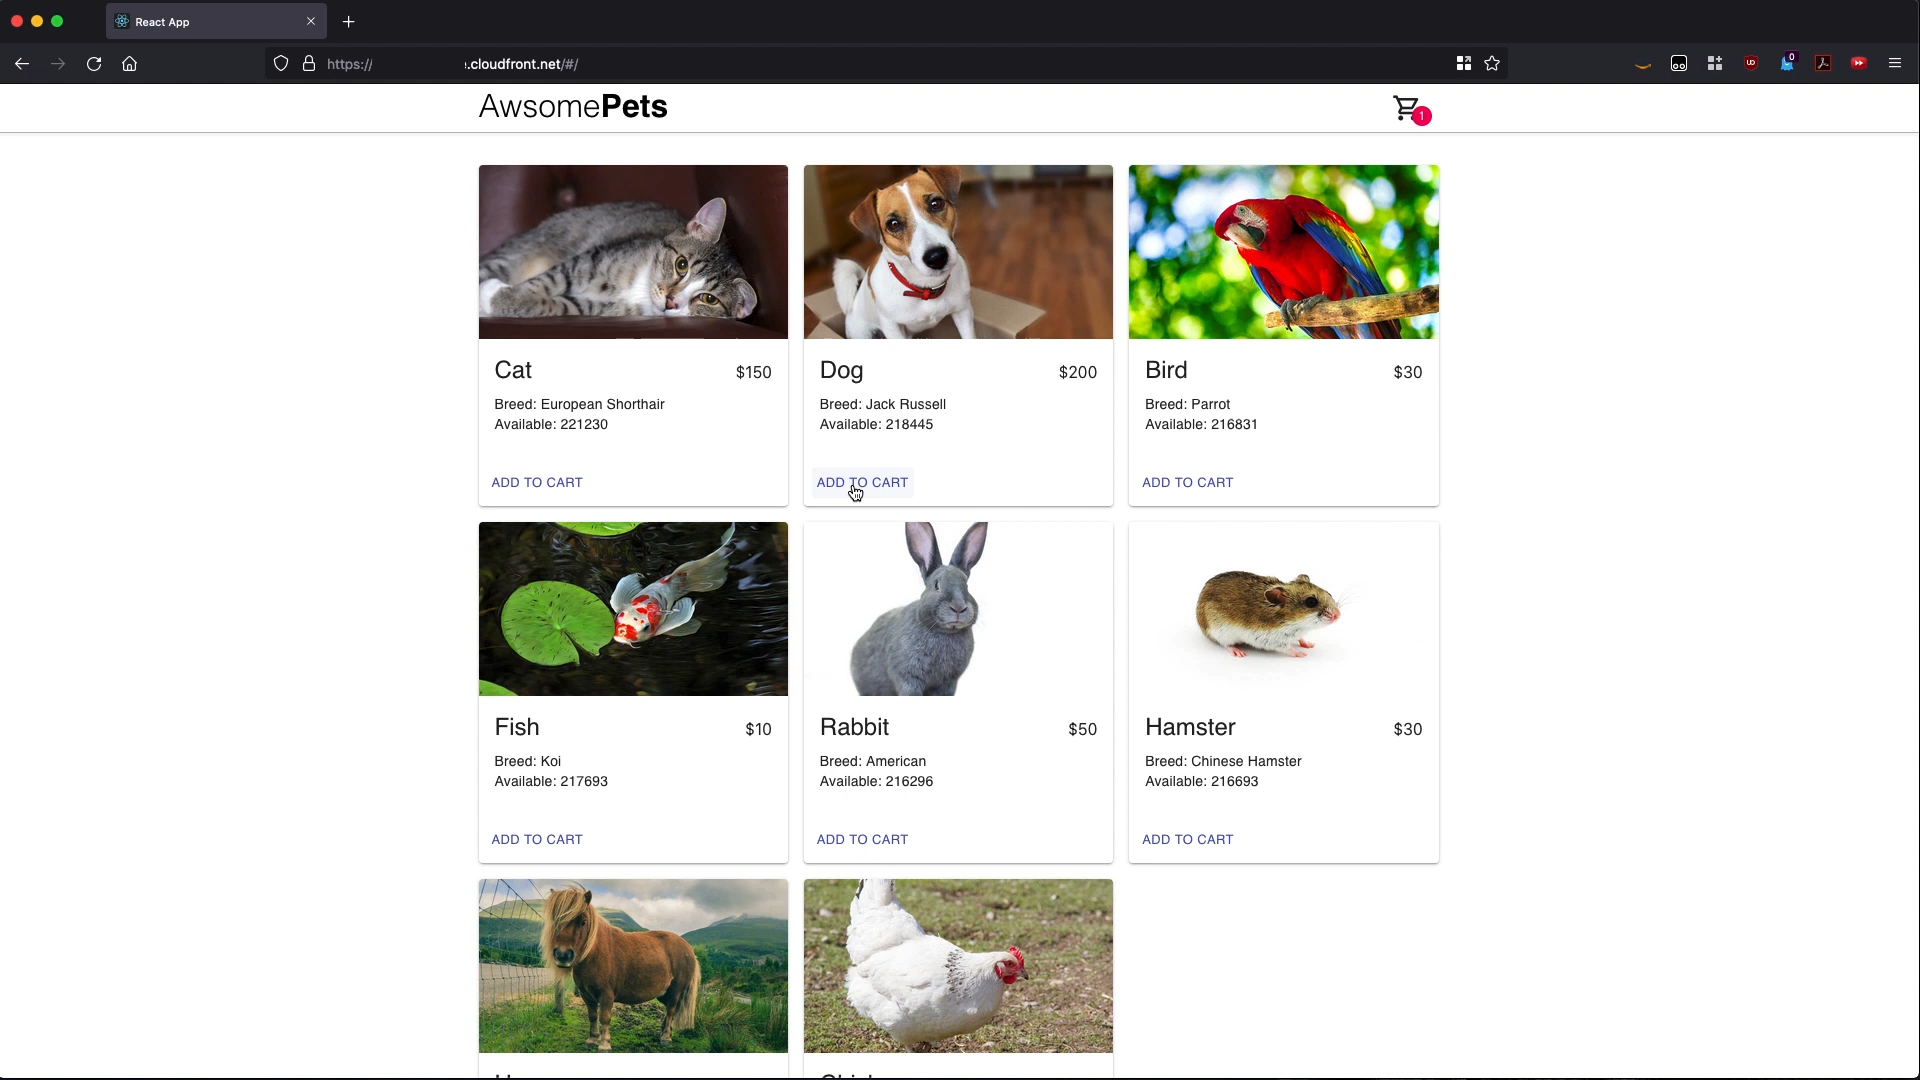 React App
https://
.cloudfront.net/#/
0
AwsomePets
1
Cat $150
Breed: European Shorthair
Available: 221230
ADD TO CART
Dog $200
Breed: Jack Russell
Available: 218445
ADD TO CART
Bird $30
Breed: Parrot
Available: 216831
ADD TO CART
Fish $10
Breed: Koi
Available: 217693
ADD TO CART
Rabbit $50
Breed: American
Available: 216296
ADD TO CART
Hamster $30
Breed: Chinese Hamster
Available: 216693
ADD TO CART